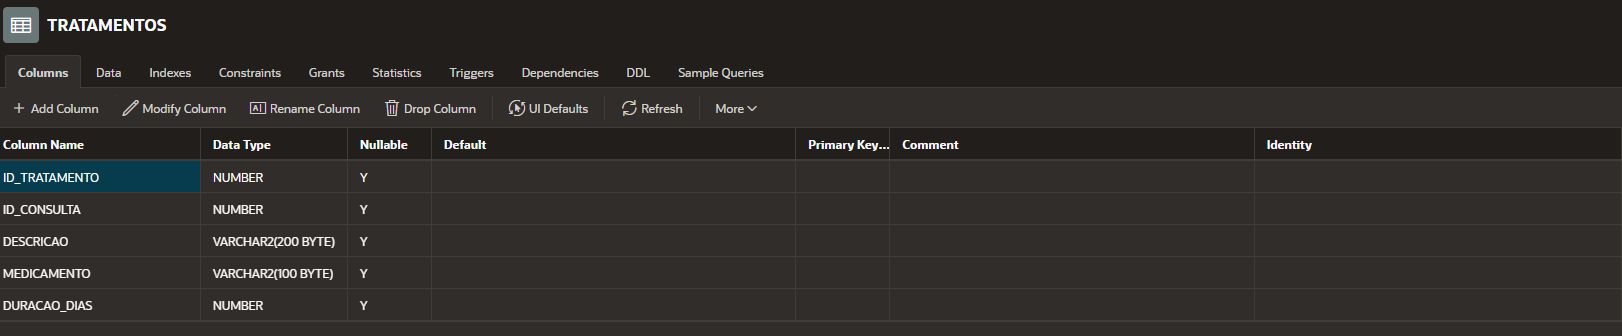 TRATAMENTOS
Columns Data Indexes Constraints Grants Statistics Triggers Dependencies DDL Sample Queries
Add Column Modify Column Rename Column Drop Column UI Defaults Refresh More
Column Name Data Type Nullable Default Primary Key... Comment Identity
ID_TRATAMENTO NUMBER Y
ID_CONSULTA NUMBER Y
DESCRICAO VARCHAR2(200 BYTE) Y
MEDICAMENTO VARCHAR2(100 BYTE) Y
DURACAO_DIAS NUMBER Y